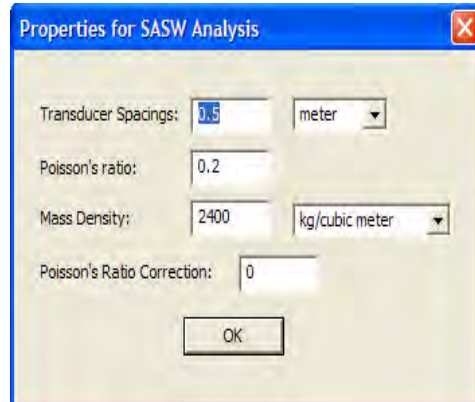 Properties for SASW Analysis
Transducer Spacings: 0.5 meter
Poisson's ratio: 0.2
Mass Density: 2400 kg/cubic meter
Poisson's Ratio Correction: 0
OK